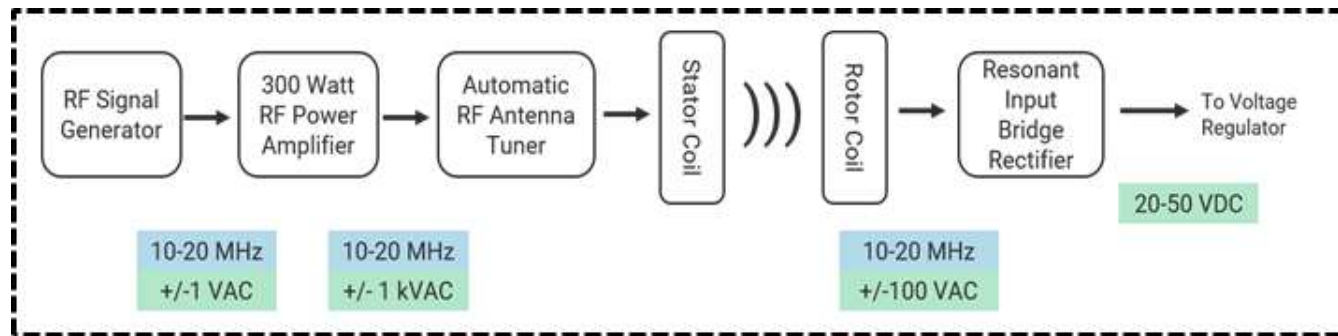 RF Signal
Generator
300 Watt
RF Power
Amplifier
Automatic
RF Antenna
Tuner
Stator Coil
Rotor Coil
Resonant
Input
Bridge
Rectifier
To Voltage
Regulator
20-50 VDC
10-20 MHz
+/-1 VAC
10-20 MHz
+/- 1 kVAC
10-20 MHz
+/-100 VAC